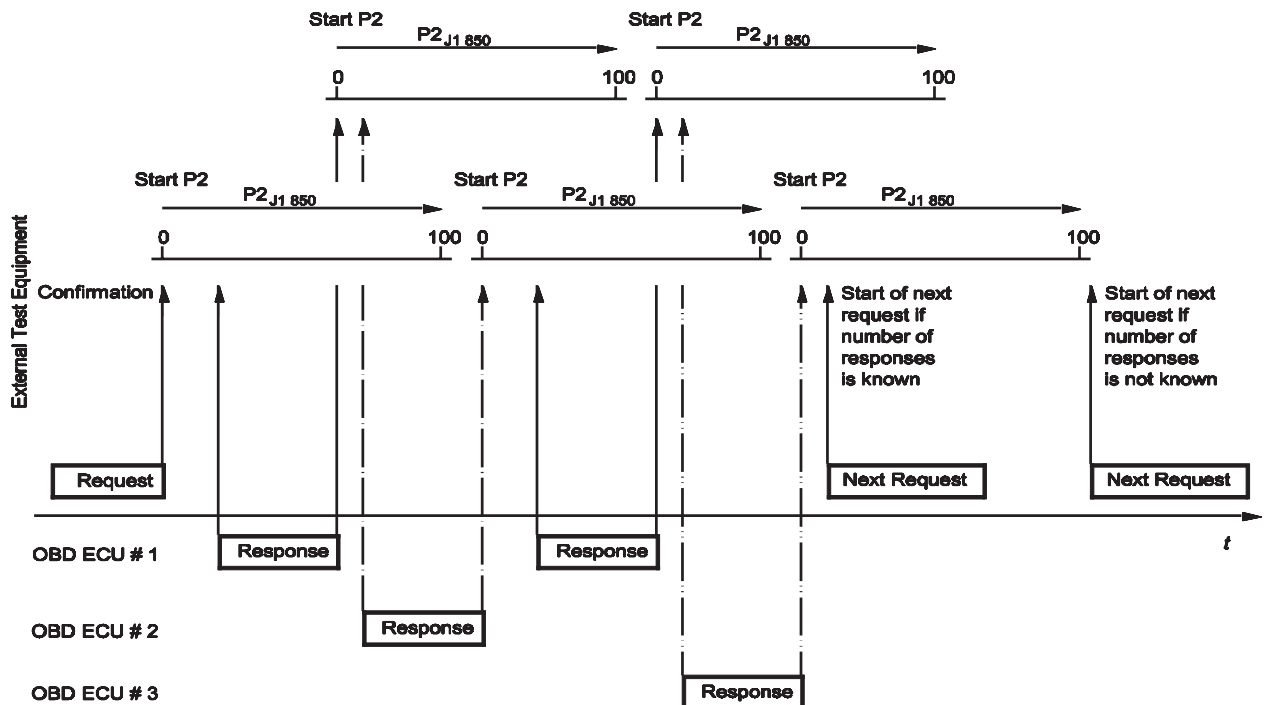 Start P2
P2J1 850
0
100
Start P2
P2J1 850
0
100
Start P2
P2J1 850
0
100
Start P2
P2J1 850
0
100
Start P2
P2J1 850
0
100
External Test Equipment
Confirmation
Start of next
request if
number of
responses
is known
Start of next
request if
number of
responses
is not known
Request
Next Request
Next Request
t
OBD ECU # 1
Response
Response
OBD ECU # 2
Response
OBD ECU # 3
Response